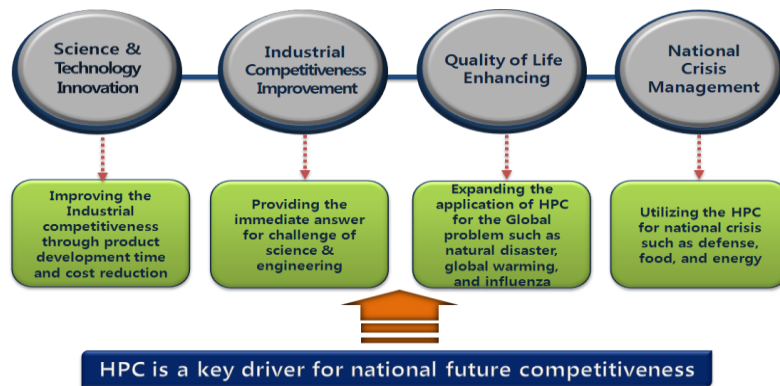 Science &
Technology
Innovation
Industrial
Competitiveness
Improvement
Quality of Life
Enhancing
National
Crisis
Management
Improving the
Industrial
competitiveness
through product
development time
and cost reduction
Providing the
immediate answer
for challenge of
science &
engineering
Expanding the
application of HPC
for the Global
problem such as
natural disaster,
global warming,
and influenza
Utilizing the HPC
for national crisis
such as defense,
food, and energy
HPC is a key driver for national future competitiveness